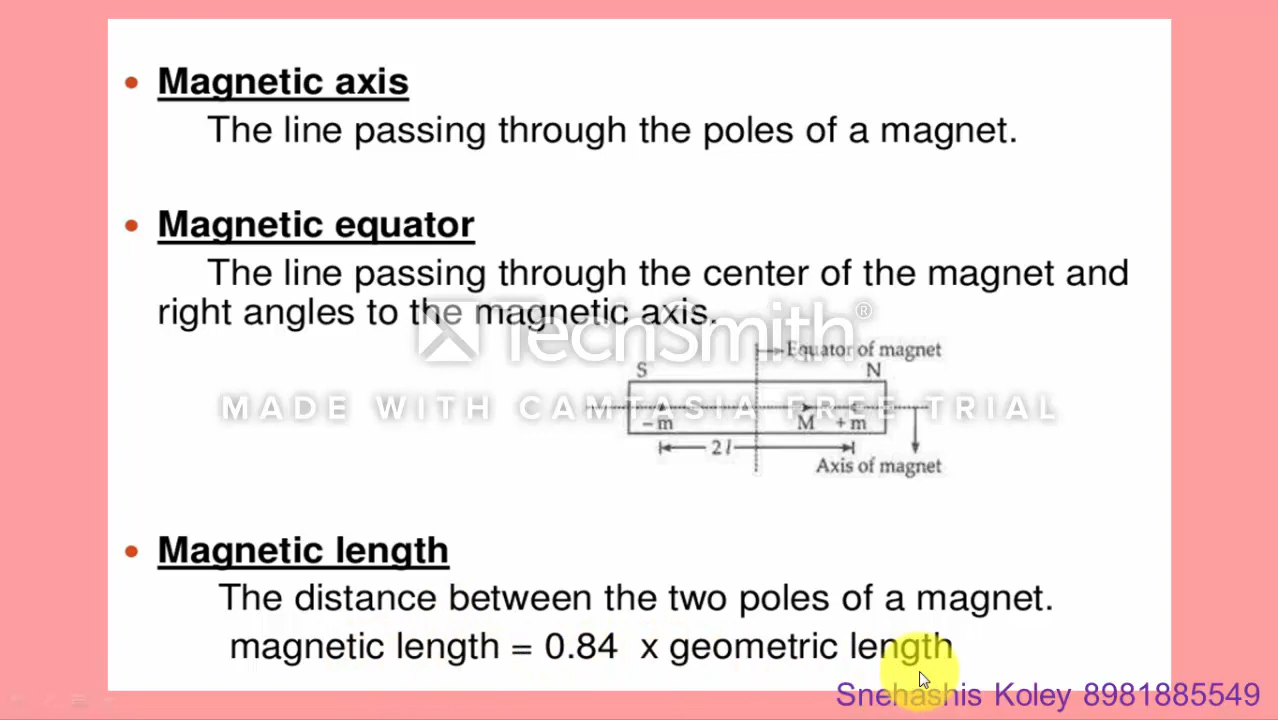 • Magnetic axis
The line passing through the poles of a magnet.
• Magnetic equator
The line passing through the center of the magnet and
right angles to the magnetic axis.
TechSmith®
Equator of magnet
S N
MADE WITH CAMTASIA FREE TRIAL
– m M + m
2 l
Axis of magnet
• Magnetic length
The distance between the two poles of a magnet.
magnetic length = 0.84 x geometric length
Snehashis Koley 8981885549